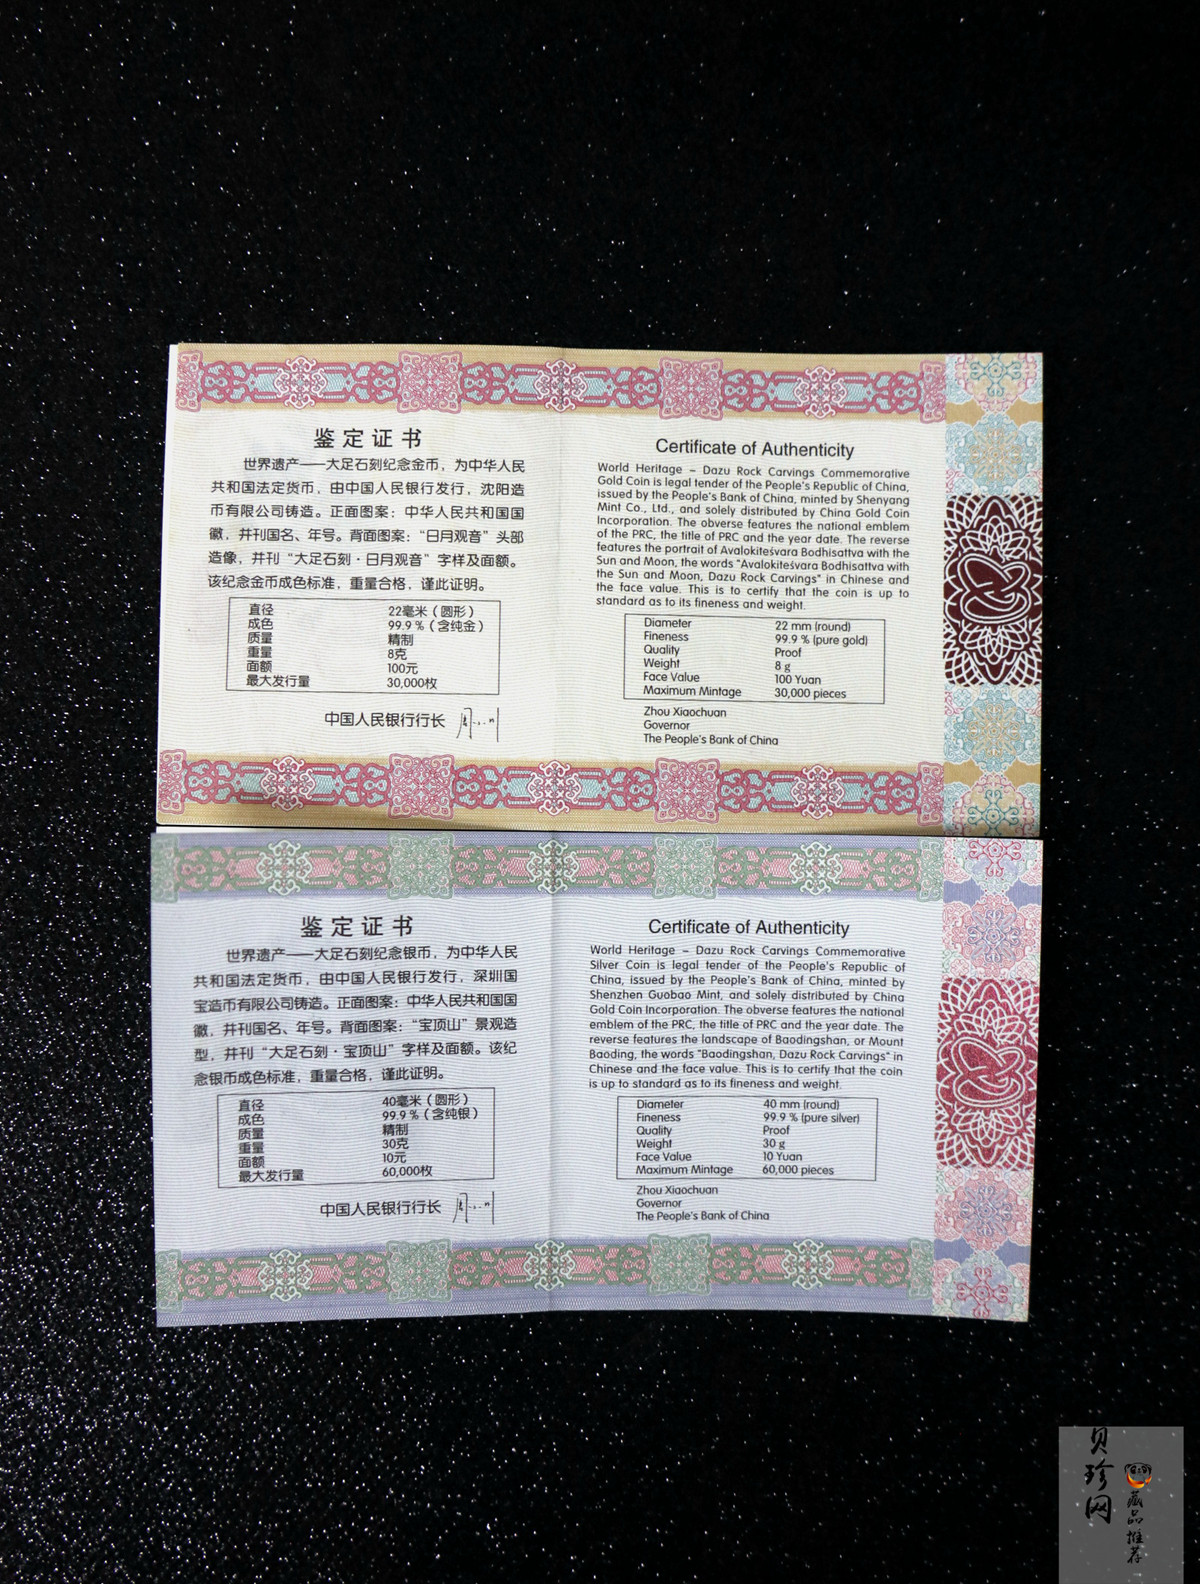 鉴定证书
世界遗产——大足石刻纪念金币，为中华人民
共和国法定货币，由中国人民银行发行，沈阳造
币有限公司铸造。正面图案：中华人民共和国国
徽，并刊国名、年号。背面图案：“日月观音”头部
造像，并刊“大足石刻·日月观音”字样及面额。
该纪念金币成色标准，重量合格，谨此证明。
直径 22毫米（圆形）
成色 99.9％（含纯金）
质量 精制
重量 8克
面额 100元
最大发行量 30,000枚
中国人民银行行长
Certificate of Authenticity
World Heritage – Dazu Rock Carvings Commemorative
Gold Coin is legal tender of the People's Republic of China,
issued by the People's Bank of China, minted by Shenyang
Mint Co., Ltd., and solely distributed by China Gold Coin
Incorporation. The obverse features the national emblem
of the PRC, the title of PRC and the year date. The reverse
features the portrait of Avalokiteśvara Bodhisattva with the
Sun and Moon, the words "Avalokiteśvara Bodhisattva with
the Sun and Moon, Dazu Rock Carvings" in Chinese and
the face value. This is to certify that the coin is up to
standard as to its fineness and weight.
Diameter 22 mm (round)
Fineness 99.9 % (pure gold)
Quality Proof
Weight 8 g
Face Value 100 Yuan
Maximum Mintage 30,000 pieces
Zhou Xiaochuan
Governor
The People's Bank of China
鉴定证书
世界遗产——大足石刻纪念银币，为中华人民
共和国法定货币，由中国人民银行发行，深圳国
宝造币有限公司铸造。正面图案：中华人民共和国国
徽，并刊国名、年号。背面图案：“宝顶山”景观造
型，并刊“大足石刻·宝顶山”字样及面额。该纪
念银币成色标准，重量合格，谨此证明。
直径 40毫米（圆形）
成色 99.9％（含纯银）
质量 精制
重量 30克
面额 10元
最大发行量 60,000枚
中国人民银行行长
Certificate of Authenticity
World Heritage – Dazu Rock Carvings Commemorative
Silver Coin is legal tender of the People's Republic of
China, issued by the People's Bank of China, minted by
Shenzhen Guobao Mint, and solely distributed by China
Gold Coin Incorporation. The obverse features the national
emblem of the PRC, the title of PRC and the year date. The
reverse features the landscape of Baodingshan, or Mount
Baoding, the words "Baodingshan, Dazu Rock Carvings" in
Chinese and the face value. This is to certify that the coin
is up to standard as to its fineness and weight.
Diameter 40 mm (round)
Fineness 99.9 % (pure silver)
Quality Proof
Weight 30 g
Face Value 10 Yuan
Maximum Mintage 60,000 pieces
Zhou Xiaochuan
Governor
The People's Bank of China
贝珍网
藏品推荐